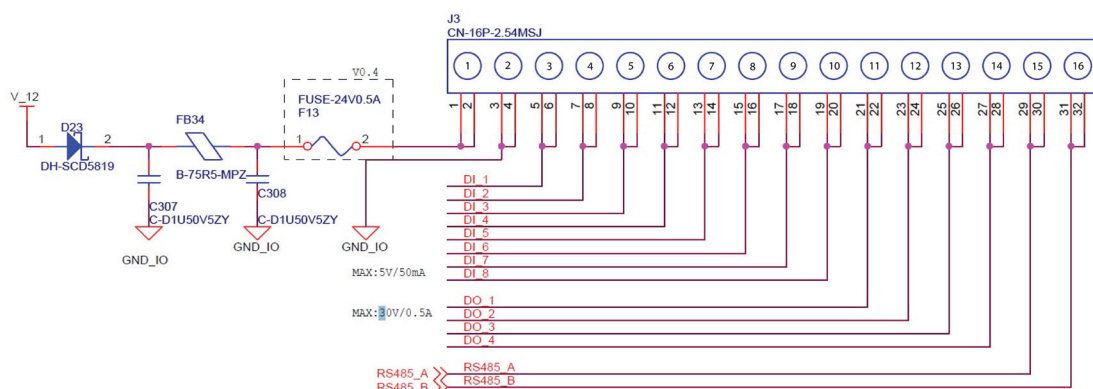 J3
CN-16P-2.54MSJ
1 2 3 4 5 6 7 8 9 10 11 12 13 14 15 16
1 2 3 4 5 6 7 8 9 10 11 12 13 14 15 16 17 18 19 20 21 22 23 24 25 26 27 28 29 30 31 32
V0.4
FUSE-24V0.5A
F13
1 2
V_12
D23
1 2
DH-SCD5819
FB34
B-75R5-MPZ
C307
C-D1U50V5ZY
C308
C-D1U50V5ZY
GND_IO
GND_IO
GND_IO
DI_1
DI_2
DI_3
DI_4
DI_5
DI_6
DI_7
MAX:5V/50mA
DI_8
DO_1
MAX:30V/0.5A
DO_2
DO_3
DO_4
RS485_A RS485_A
RS485_B RS485_B